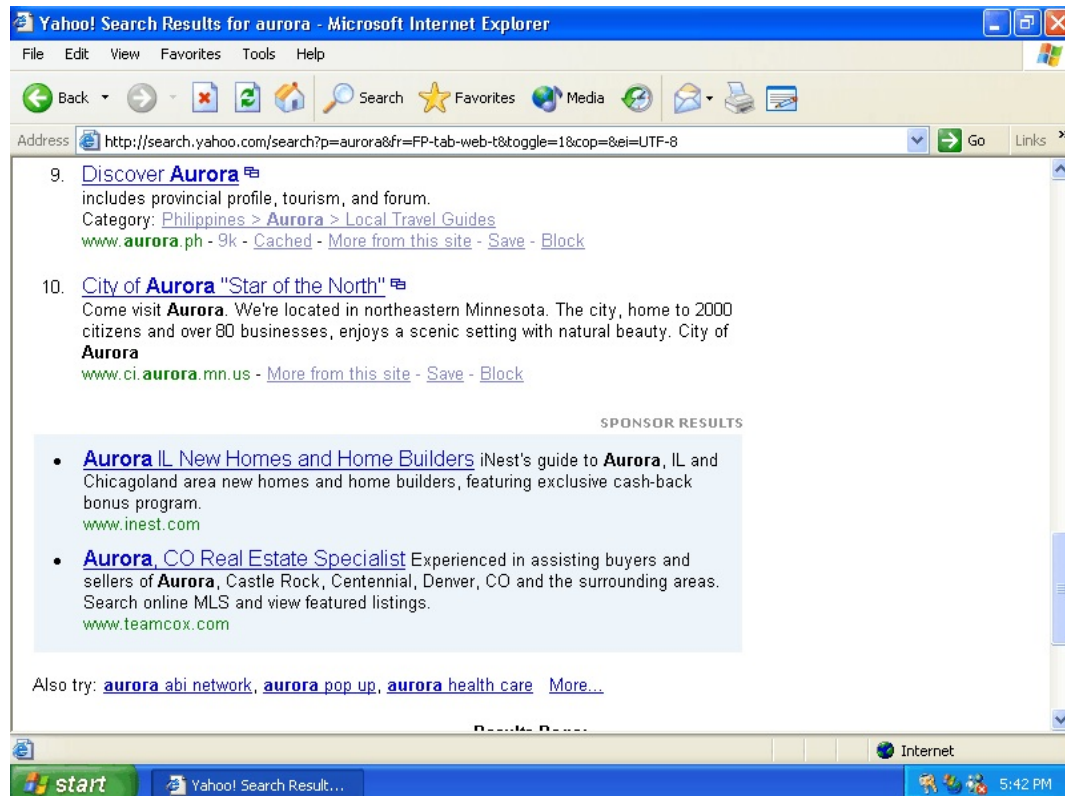 Yahoo! Search Results for aurora - Microsoft Internet Explorer
File Edit View Favorites Tools Help
Back Search Favorites Media
Address http://search.yahoo.com/search?p=aurora&fr=FP-tab-web-t&toggle=1&cop=&ei=UTF-8 Go Links »
9. Discover Aurora
includes provincial profile, tourism, and forum.
Category: Philippines > Aurora > Local Travel Guides
www.aurora.ph - 9k - Cached - More from this site - Save - Block
10. City of Aurora "Star of the North"
Come visit Aurora. We're located in northeastern Minnesota. The city, home to 2000
citizens and over 80 businesses, enjoys a scenic setting with natural beauty. City of
Aurora
www.ci.aurora.mn.us - More from this site - Save - Block
SPONSOR RESULTS
• Aurora IL New Homes and Home Builders iNest's guide to Aurora, IL and
Chicagoland area new homes and home builders, featuring exclusive cash-back
bonus program.
www.inest.com
• Aurora, CO Real Estate Specialist Experienced in assisting buyers and
sellers of Aurora, Castle Rock, Centennial, Denver, CO and the surrounding areas.
Search online MLS and view featured listings.
www.teamcox.com
Also try: aurora abi network, aurora pop up, aurora health care More...
Internet
start Yahoo! Search Result... 5:42 PM